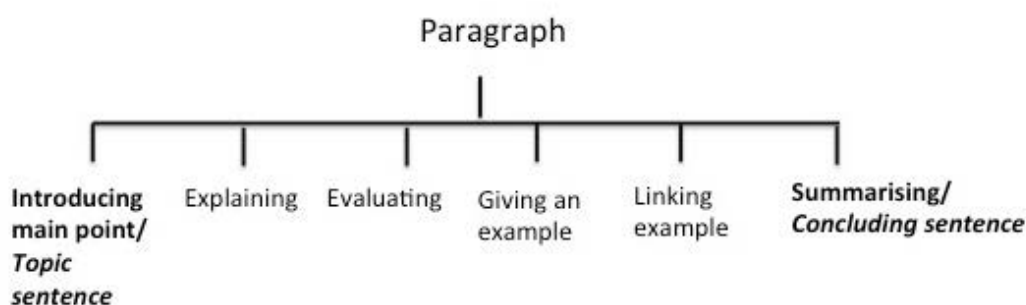 Paragraph
Introducing
main point/
Topic
sentence
Explaining
Evaluating
Giving an
example
Linking
example
Summarising/
Concluding sentence